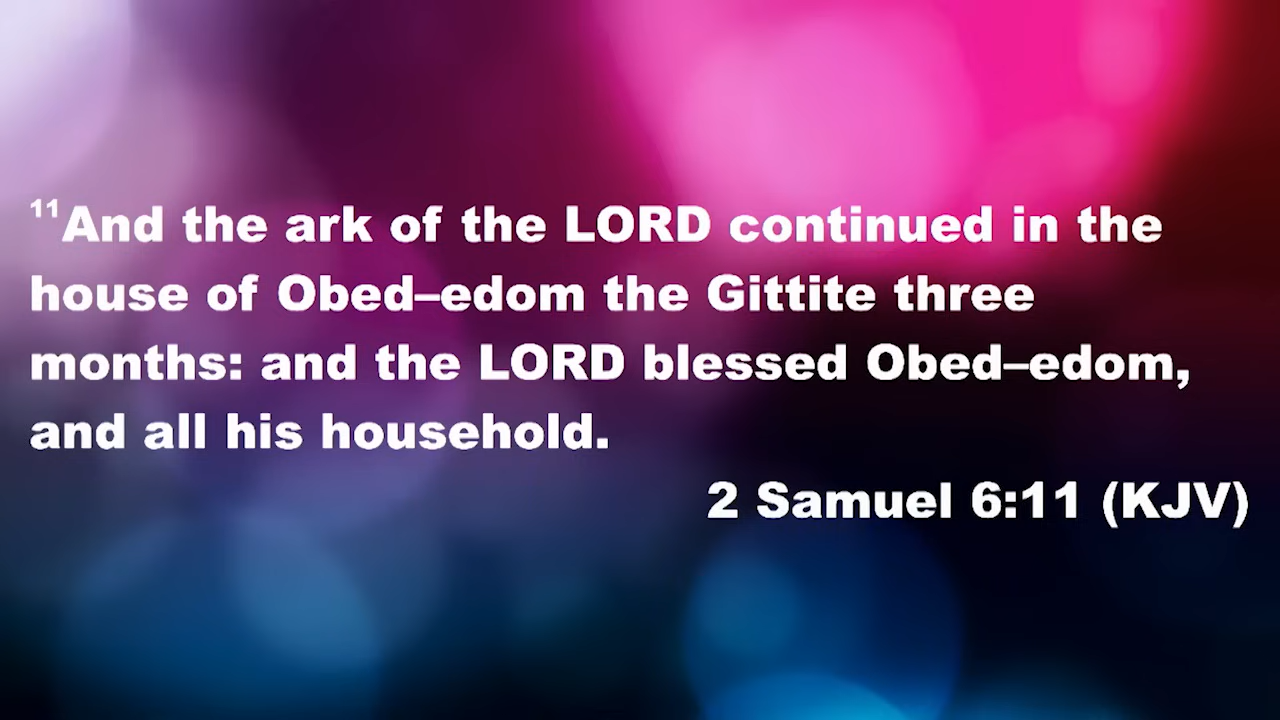 ¹¹And the ark of the LORD continued in the
house of Obed–edom the Gittite three
months: and the LORD blessed Obed–edom,
and all his household.
2 Samuel 6:11 (KJV)